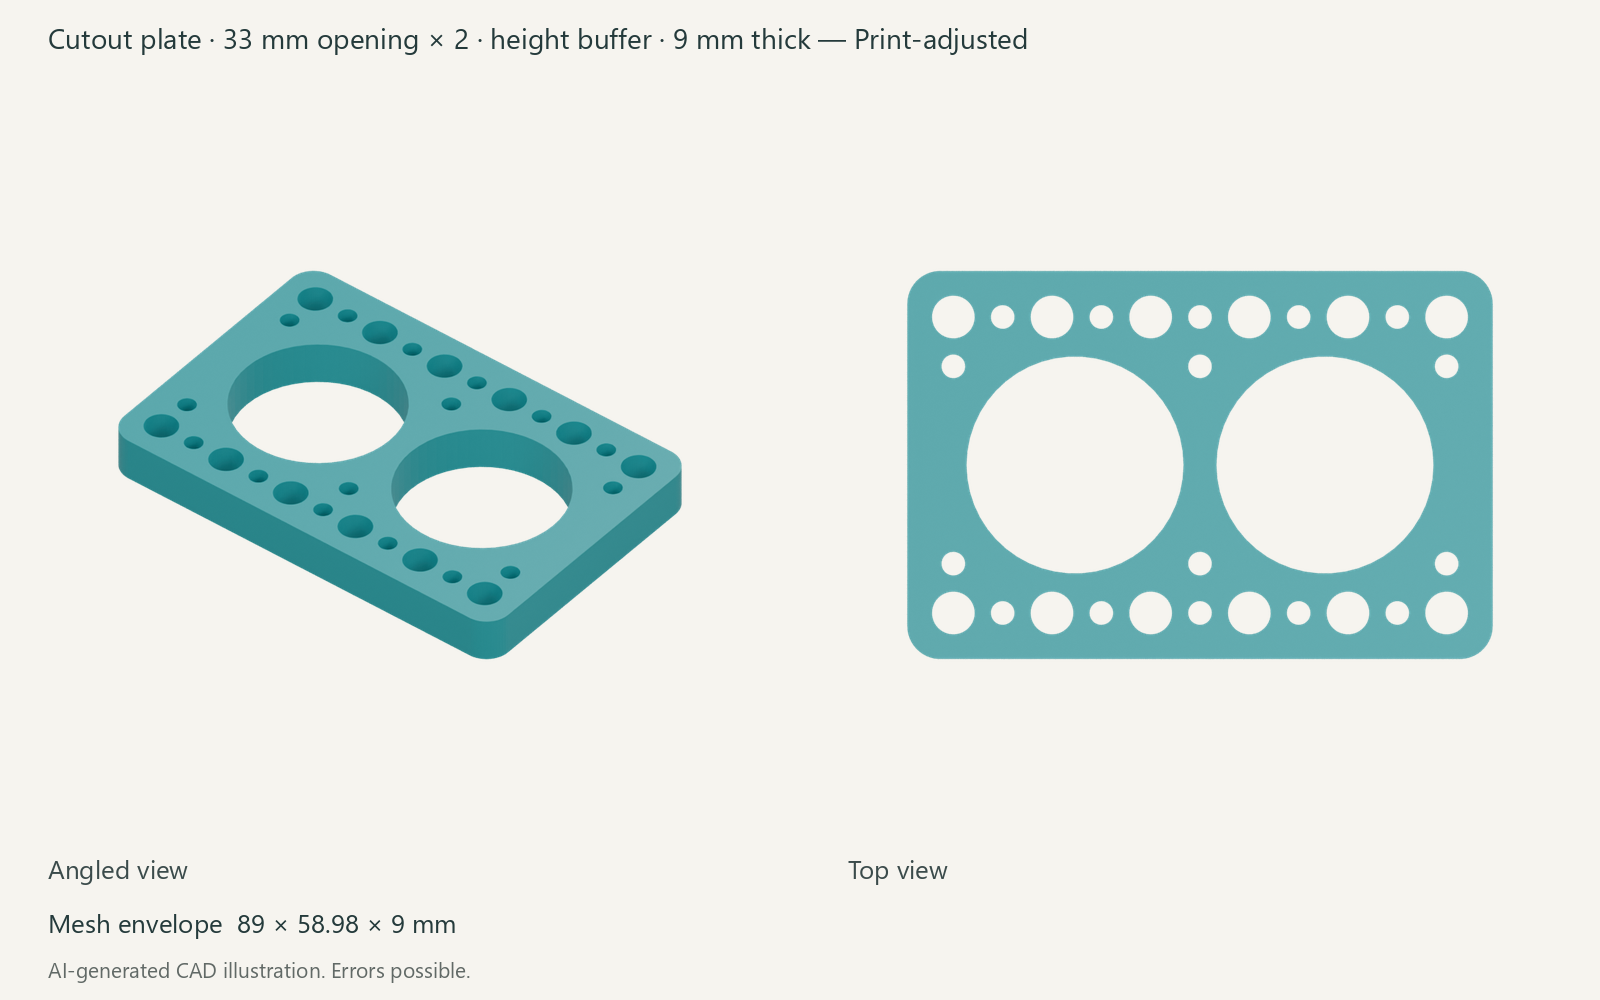 Cutout plate · 33 mm opening × 2 · height buffer · 9 mm thick — Print-adjusted
Angled view
Top view
Mesh envelope 89 × 58.98 × 9 mm
AI-generated CAD illustration. Errors possible.